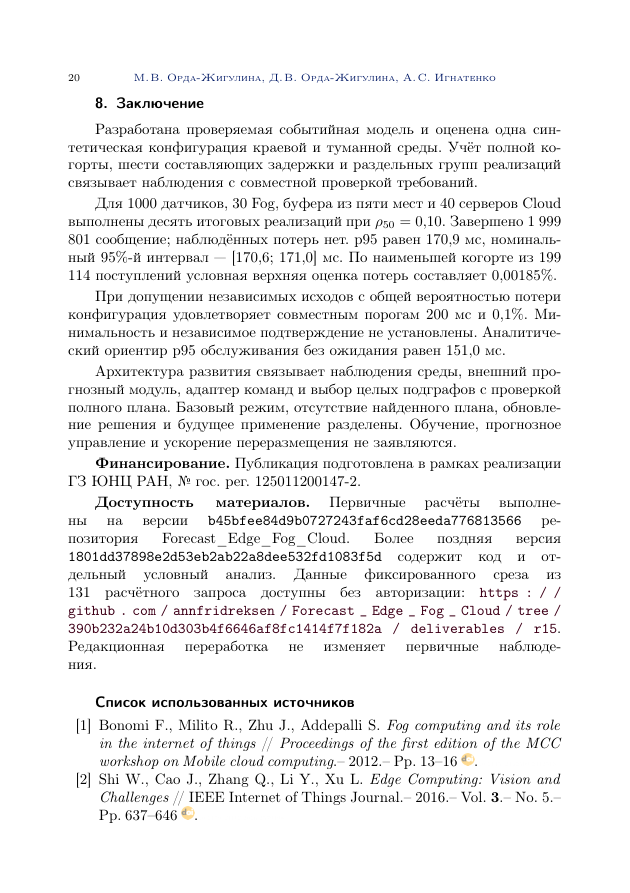 20 М. В. Орда-Жигулина, Д. В. Орда-Жигулина, А. С. Игнатенко
8. Заключение
Разработана проверяемая событийная модель и оценена одна син-
тетическая конфигурация краевой и туманной среды. Учёт полной ко-
горты, шести составляющих задержки и раздельных групп реализаций
связывает наблюдения с совместной проверкой требований.
Для 1000 датчиков, 30 Fog, буфера из пяти мест и 40 серверов Cloud
выполнены десять итоговых реализаций при ρ50 = 0,10. Завершено 1 999
801 сообщение; наблюдённых потерь нет. p95 равен 170,9 мс, номиналь-
ный 95%-й интервал — [170,6; 171,0] мс. По наименьшей когорте из 199
114 поступлений условная верхняя оценка потерь составляет 0,00185%.
При допущении независимых исходов с общей вероятностью потери
конфигурация удовлетворяет совместным порогам 200 мс и 0,1%. Ми-
нимальность и независимое подтверждение не установлены. Аналитиче-
ский ориентир p95 обслуживания без ожидания равен 151,0 мс.
Архитектура развития связывает наблюдения среды, внешний про-
гнозный модуль, адаптер команд и выбор целых подграфов с проверкой
полного плана. Базовый режим, отсутствие найденного плана, обновле-
ние решения и будущее применение разделены. Обучение, прогнозное
управление и ускорение переразмещения не заявляются.
Финансирование. Публикация подготовлена в рамках реализации
ГЗ ЮНЦ РАН, № гос. рег. 125011200147-2.
Доступность материалов. Первичные расчёты выполне-
ны на версии b45bfee84d9b0727243faf6cd28eeda776813566 ре-
позитория Forecast_Edge_Fog_Cloud. Более поздняя версия
1801dd37898e2d53eb2ab22a8dee532fd1083f5d содержит код и от-
дельный условный анализ. Данные фиксированного среза из
131 расчётного запроса доступны без авторизации: https : / /
github . com / annfridreksen / Forecast _ Edge _ Fog _ Cloud / tree /
390b232a24b10d303b4f6646af8fc1414f7f182a / deliverables / r15.
Редакционная переработка не изменяет первичные наблюде-
ния.
Список использованных источников
[1] Bonomi F., Milito R., Zhu J., Addepalli S. Fog computing and its role
in the internet of things // Proceedings of the first edition of the MCC
workshop on Mobile cloud computing.– 2012.– Pp. 13–16 .
[2] Shi W., Cao J., Zhang Q., Li Y., Xu L. Edge Computing: Vision and
Challenges // IEEE Internet of Things Journal.– 2016.– Vol. 3.– No. 5.–
Pp. 637–646 .